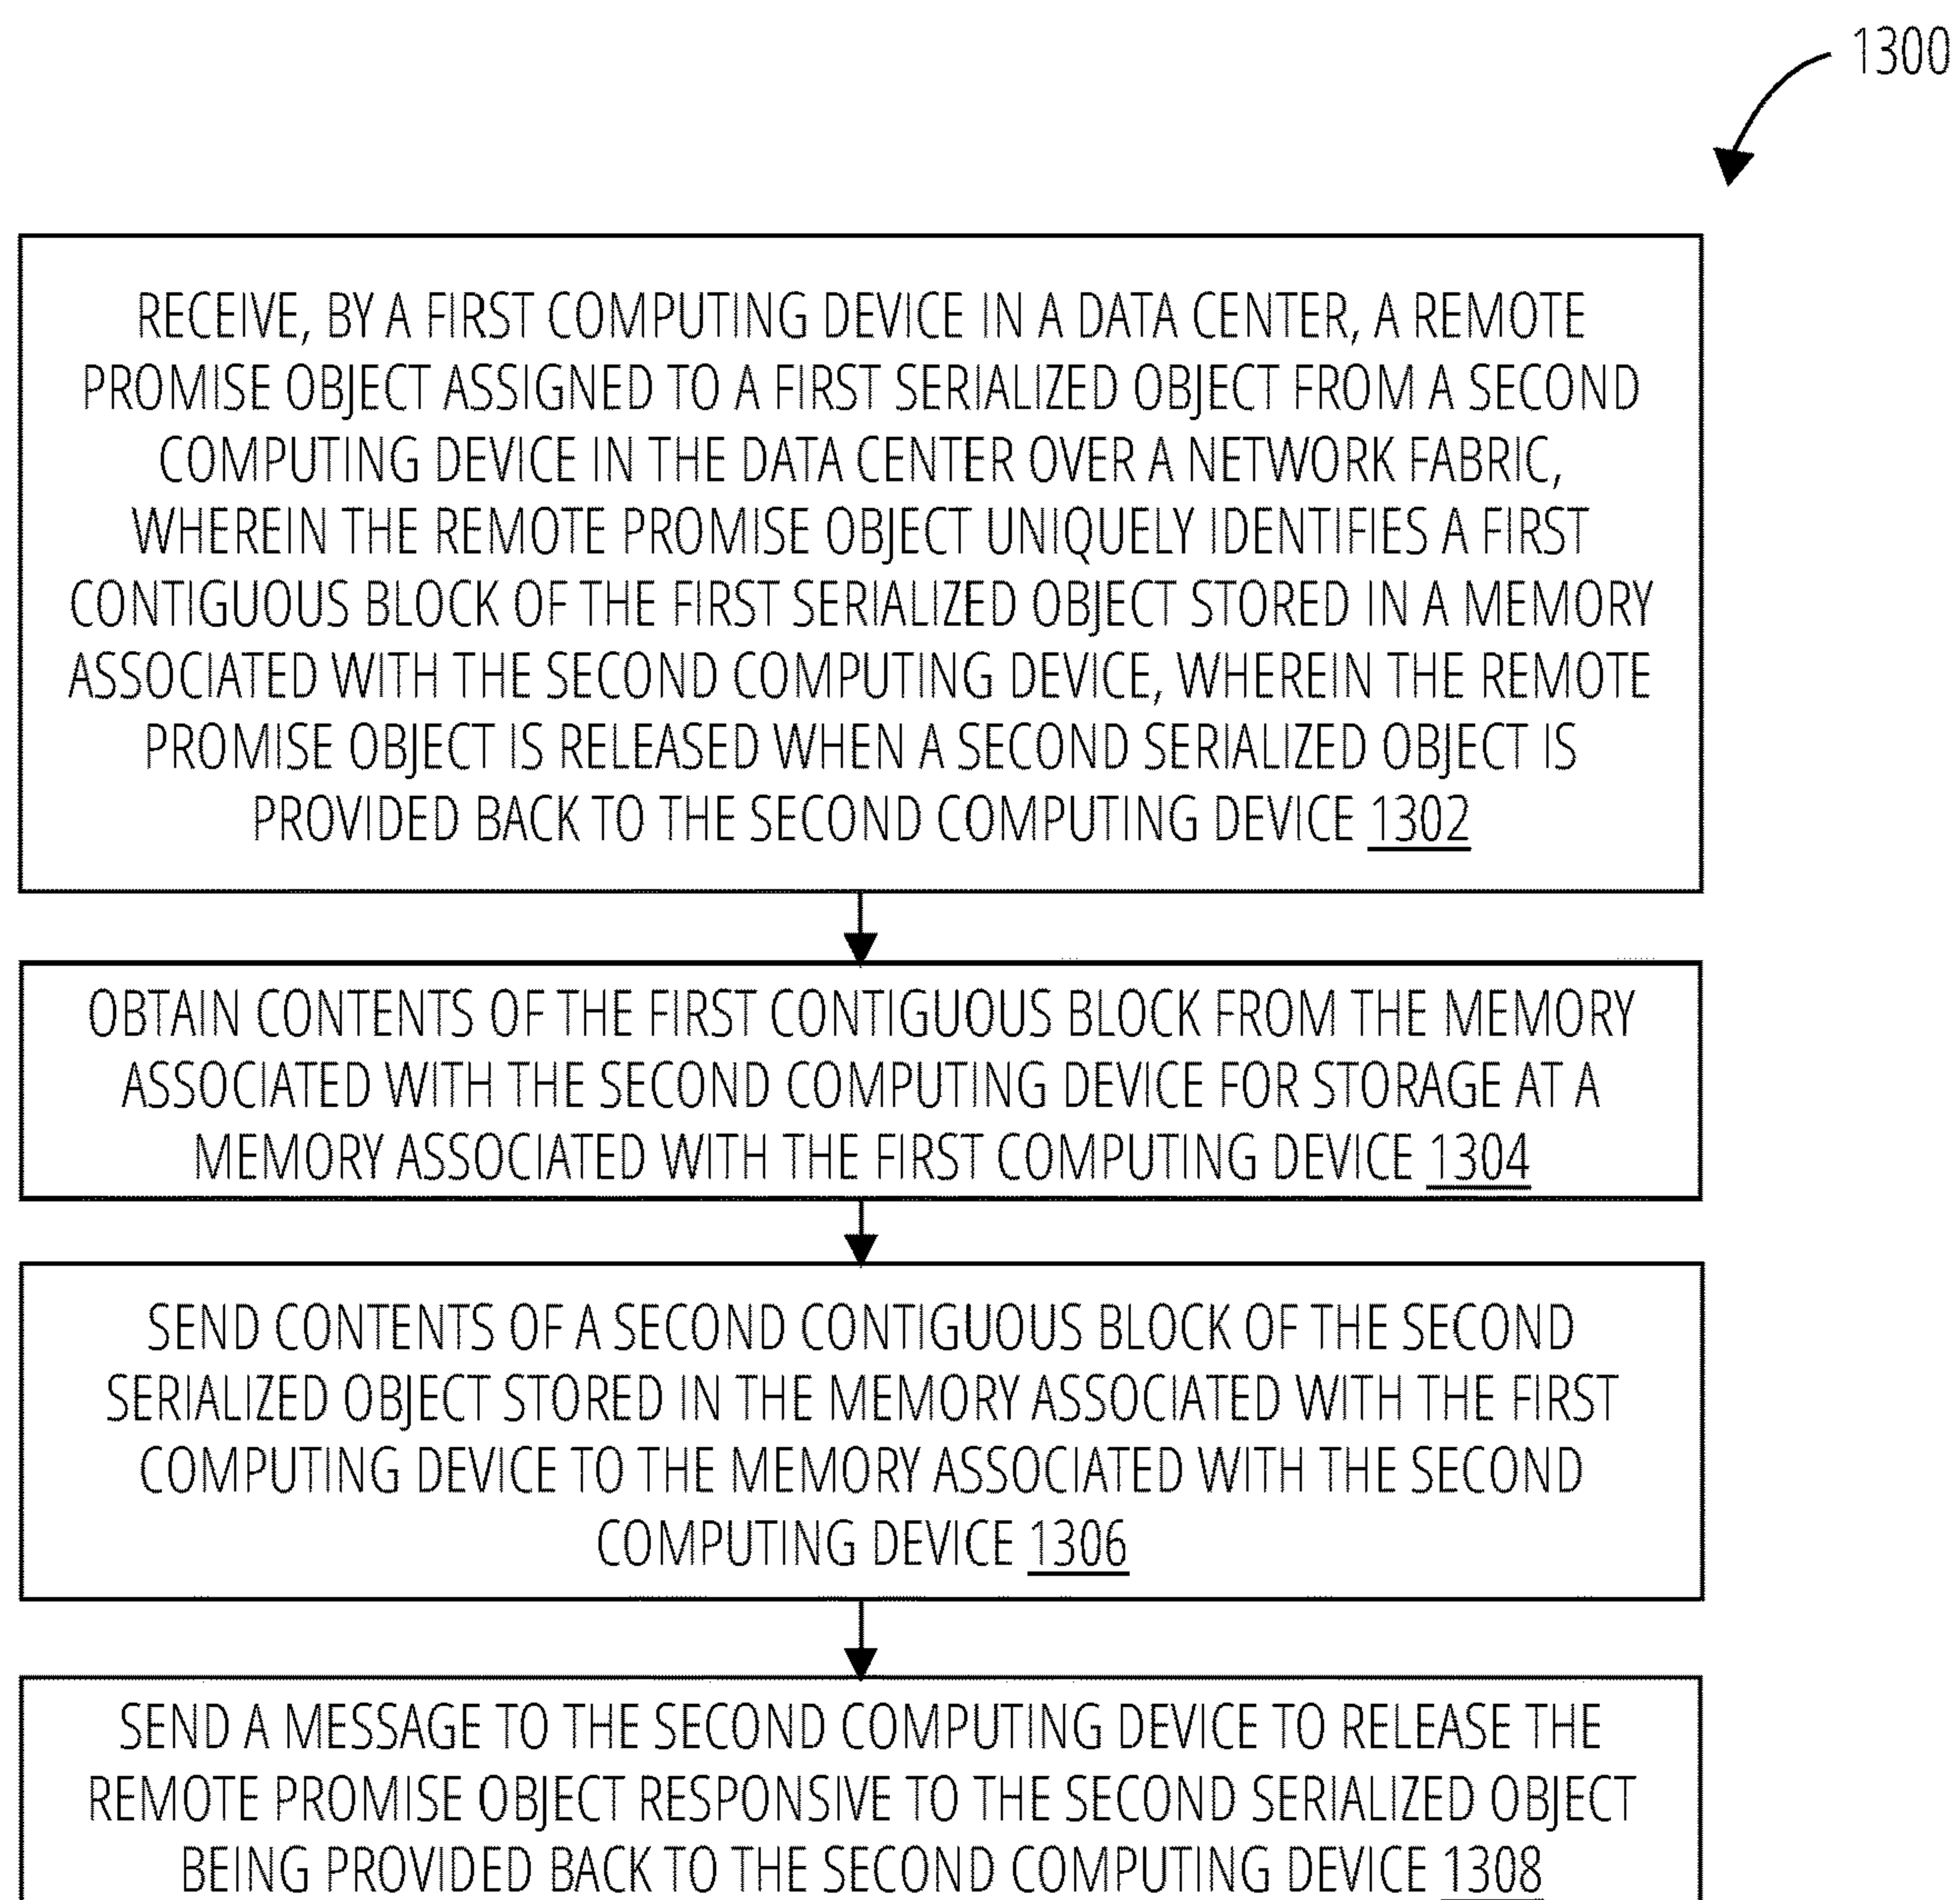 1300
RECEIVE, BY A FIRST COMPUTING DEVICE IN A DATA CENTER, A REMOTE
PROMISE OBJECT ASSIGNED TO A FIRST SERIALIZED OBJECT FROM A SECOND
COMPUTING DEVICE IN THE DATA CENTER OVER A NETWORK FABRIC,
WHEREIN THE REMOTE PROMISE OBJECT UNIQUELY IDENTIFIES A FIRST
CONTIGUOUS BLOCK OF THE FIRST SERIALIZED OBJECT STORED IN A MEMORY
ASSOCIATED WITH THE SECOND COMPUTING DEVICE, WHEREIN THE REMOTE
PROMISE OBJECT IS RELEASED WHEN A SECOND SERIALIZED OBJECT IS
PROVIDED BACK TO THE SECOND COMPUTING DEVICE 1302
OBTAIN CONTENTS OF THE FIRST CONTIGUOUS BLOCK FROM THE MEMORY
ASSOCIATED WITH THE SECOND COMPUTING DEVICE FOR STORAGE AT A
MEMORY ASSOCIATED WITH THE FIRST COMPUTING DEVICE 1304
SEND CONTENTS OF A SECOND CONTIGUOUS BLOCK OF THE SECOND
SERIALIZED OBJECT STORED IN THE MEMORY ASSOCIATED WITH THE FIRST
COMPUTING DEVICE TO THE MEMORY ASSOCIATED WITH THE SECOND
COMPUTING DEVICE 1306
SEND A MESSAGE TO THE SECOND COMPUTING DEVICE TO RELEASE THE
REMOTE PROMISE OBJECT RESPONSIVE TO THE SECOND SERIALIZED OBJECT
BEING PROVIDED BACK TO THE SECOND COMPUTING DEVICE 1308